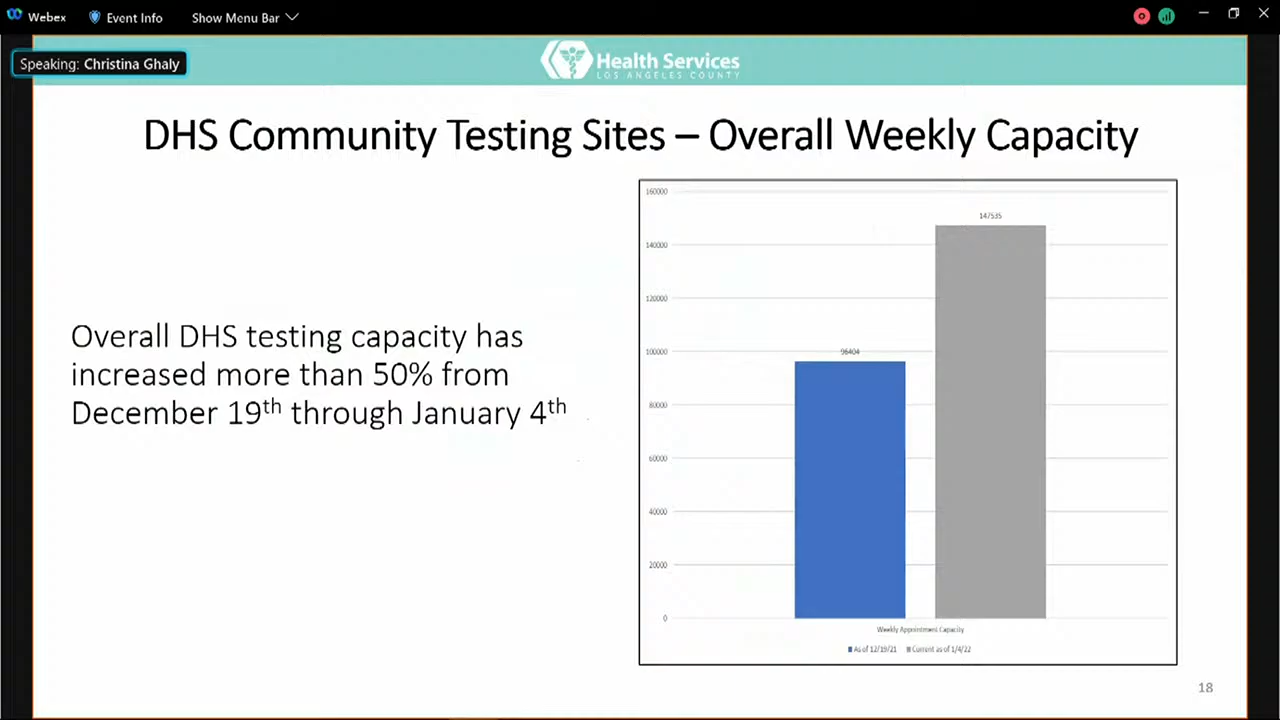 Webex
Event Info
Show Menu Bar
Speaking: Christina Ghaly
Health Services
LOS ANGELES COUNTY
DHS Community Testing Sites – Overall Weekly Capacity
Overall DHS testing capacity has
increased more than 50% from
December 19th through January 4th
160000
147535
140000
120000
100000
96404
80000
60000
40000
20000
0
Weekly Appointment Capacity
As of 12/19/21 Current as of 1/4/22
18